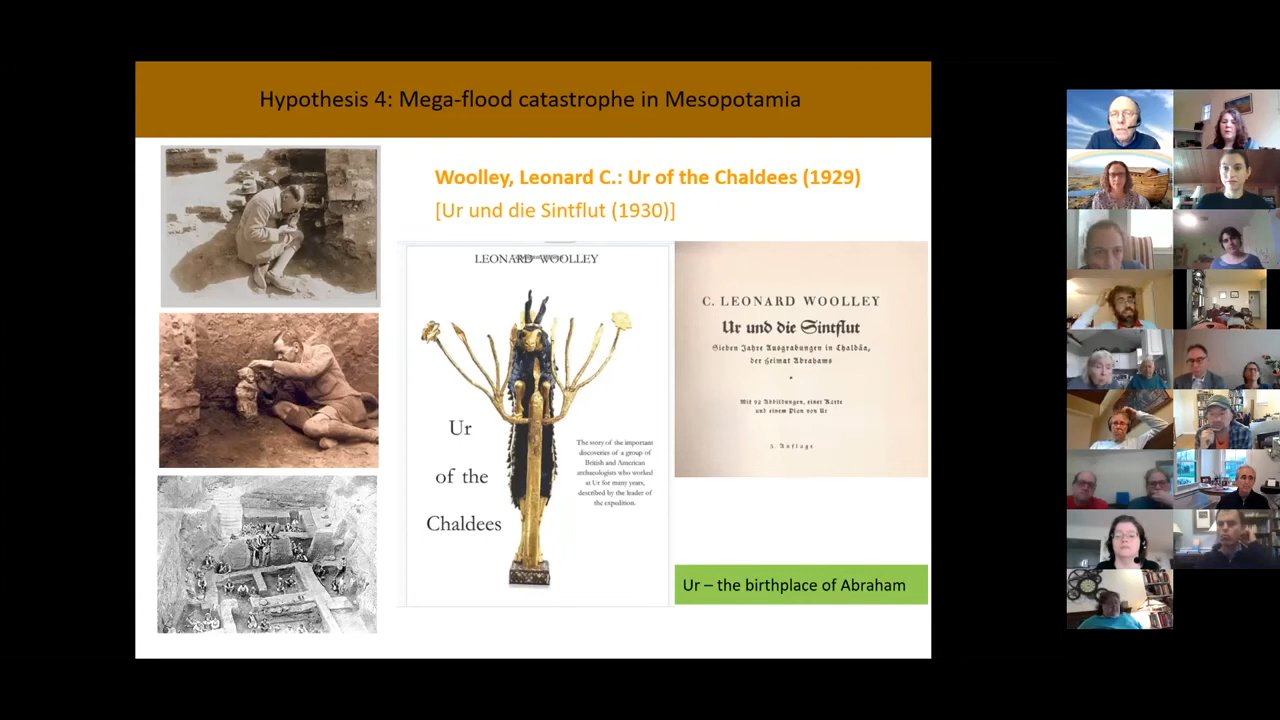 Hypothesis 4: Mega-flood catastrophe in Mesopotamia
Woolley, Leonard C.: Ur of the Chaldees (1929)
[Ur und die Sintflut (1930)]
LEONARD WOOLLEY
Ur
of the
Chaldees
The story of the important
discoveries of a group of
British and American
archaeologists who worked
at Ur for many years,
described by the leader of
the expedition.
C. LEONARD WOOLLEY
Ur und die Sintflut
Sieben Jahre Ausgrabungen in Chaldäa,
der Heimat Abrahams
Mit 92 Abbildungen, einer Karte
und einem Plan von Ur
5. Auflage
Ur – the birthplace of Abraham